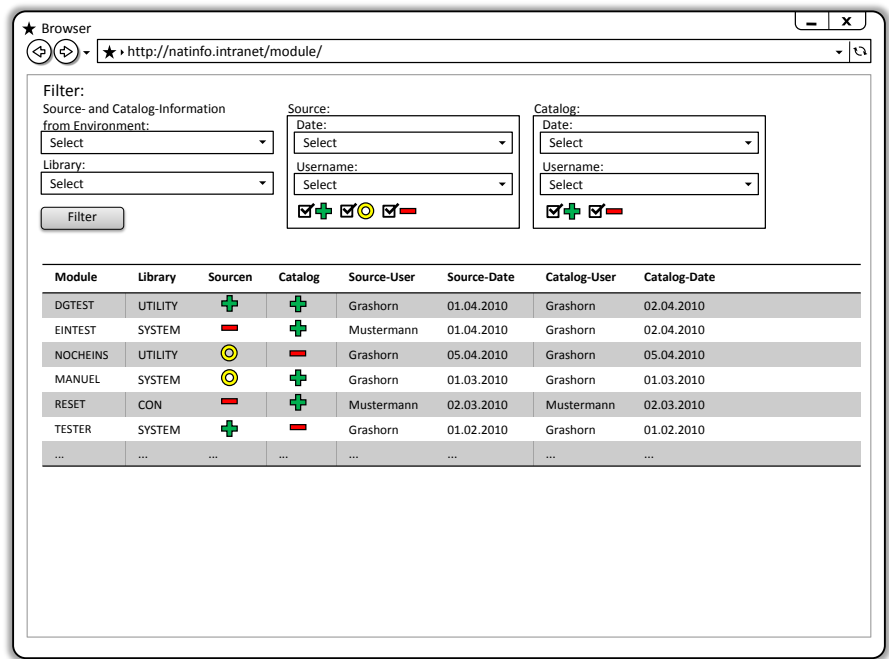 Browser
http://natinfo.intranet/module/
X
Filter:
Source- and Catalog-Information
from Environment:
Select
Library:
Select
Filter
Source:
Date:
Select
Username:
Select
Catalog:
Date:
Select
Username:
Select
Module Library Sourcen Catalog Source-User Source-Date Catalog-User Catalog-Date
DGTEST UTILITY Grashorn 01.04.2010 Grashorn 02.04.2010
EINTEST SYSTEM Mustermann 01.04.2010 Grashorn 02.04.2010
NOCHEINS UTILITY Grashorn 05.04.2010 Grashorn 05.04.2010
MANUEL SYSTEM Grashorn 01.03.2010 Grashorn 01.03.2010
RESET CON Mustermann 02.03.2010 Mustermann 02.03.2010
TESTER SYSTEM Grashorn 01.02.2010 Grashorn 01.02.2010
... ... ... ... ... ... ... ...